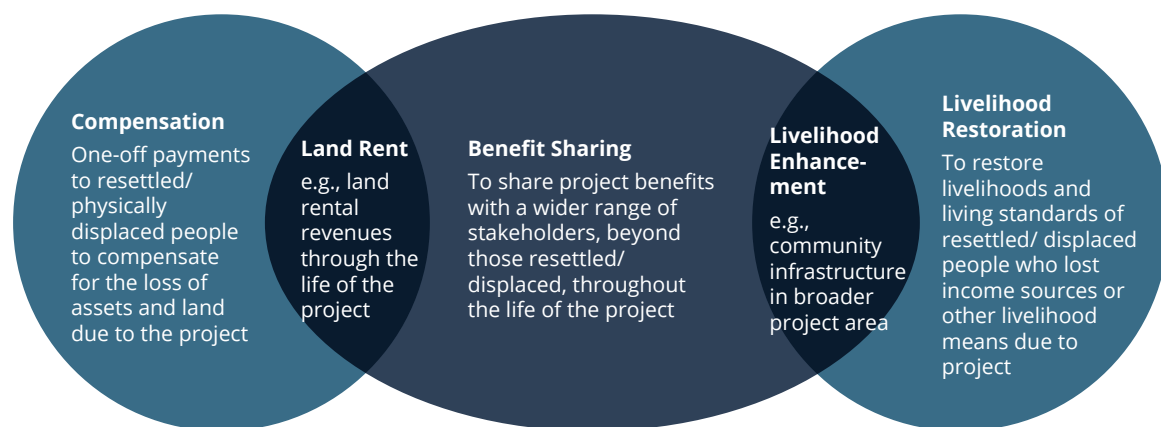 Compensation
One-off payments
to resettled/
physically
displaced people
to compensate
for the loss of
assets and land
due to the project
Land Rent
e.g., land
rental
revenues
through the
life of the
project
Benefit Sharing
To share project benefits
with a wider range of
stakeholders, beyond
those resettled/
displaced, throughout
the life of the project
Livelihood
Enhance-
ment
e.g.,
community
infrastructure
in broader
project area
Livelihood
Restoration
To restore
livelihoods and
living standards of
resettled/ displaced
people who lost
income sources or
other livelihood
means due to
project